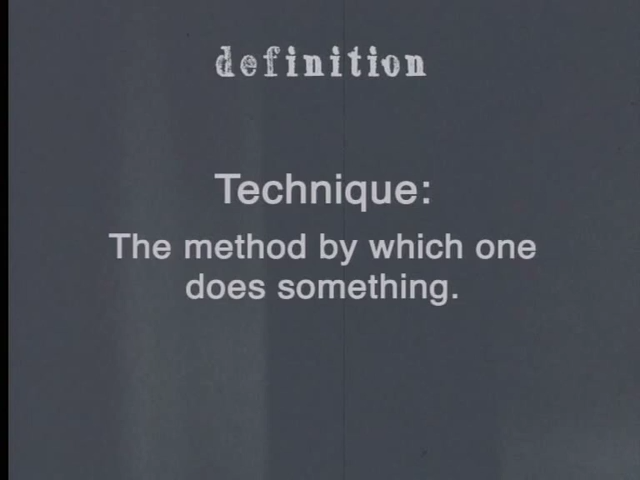 definition
Technique:
The method by which one
does something.